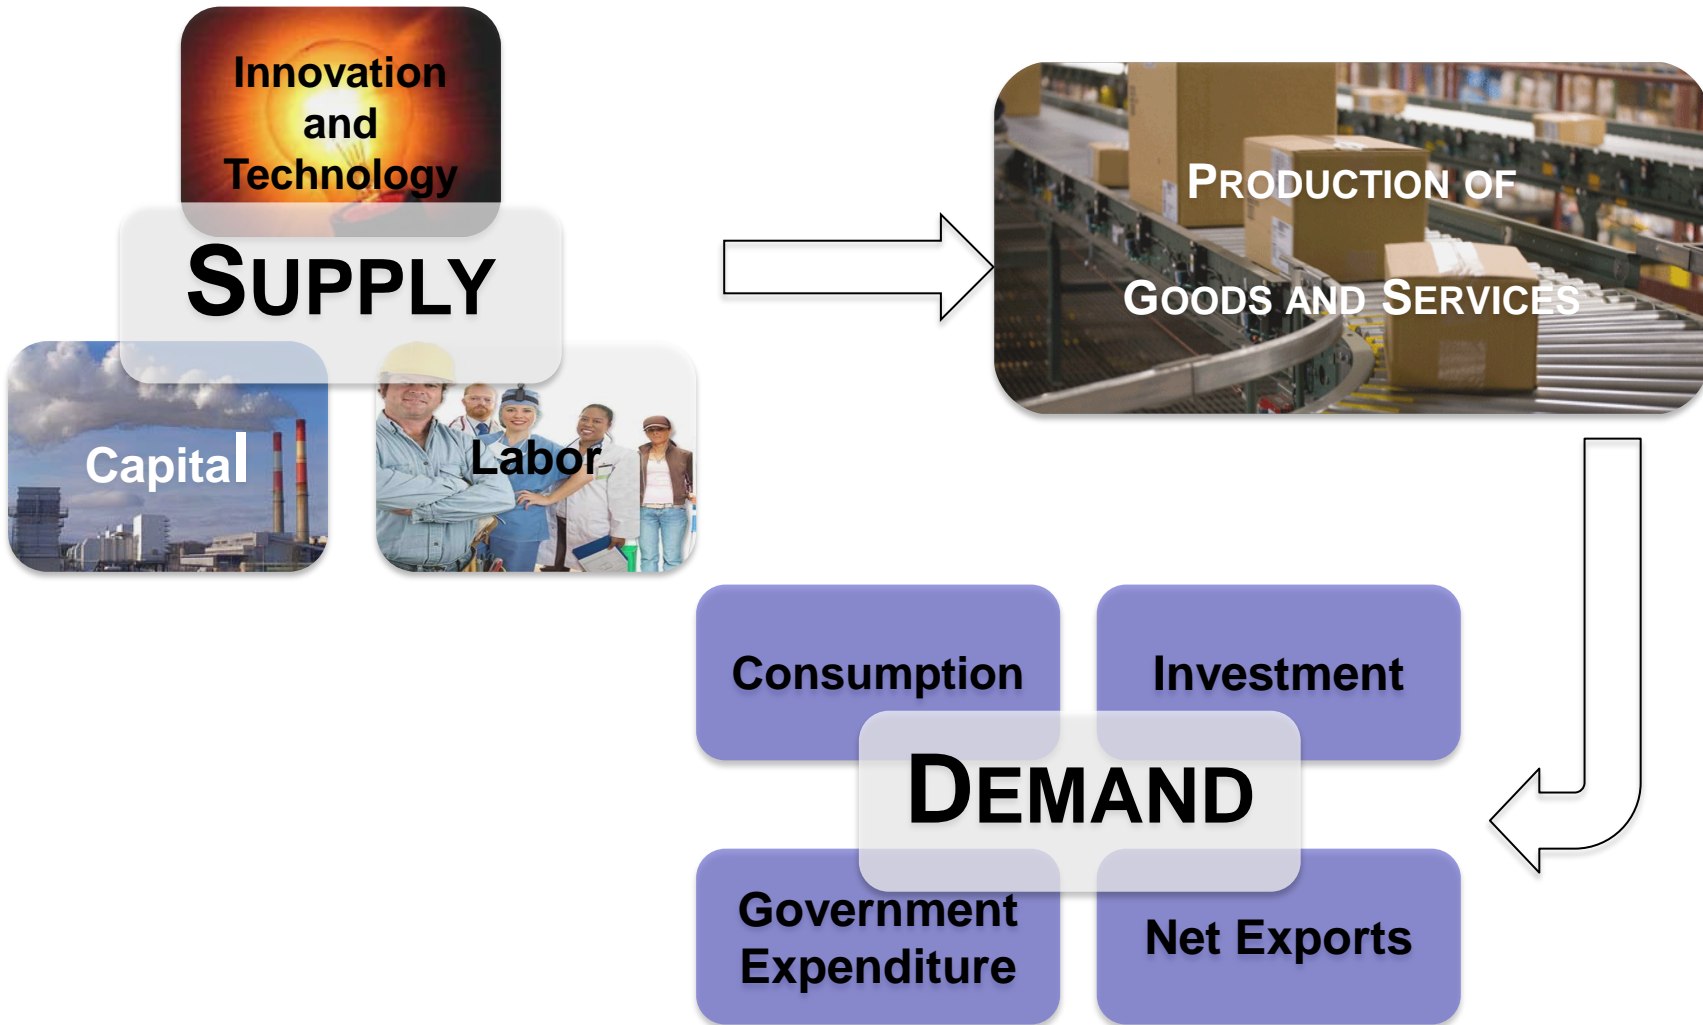 Innovation
and
Technology
SUPPLY
Capital
Labor
PRODUCTION OF
GOODS AND SERVICES
Consumption
Investment
DEMAND
Government
Expenditure
Net Exports